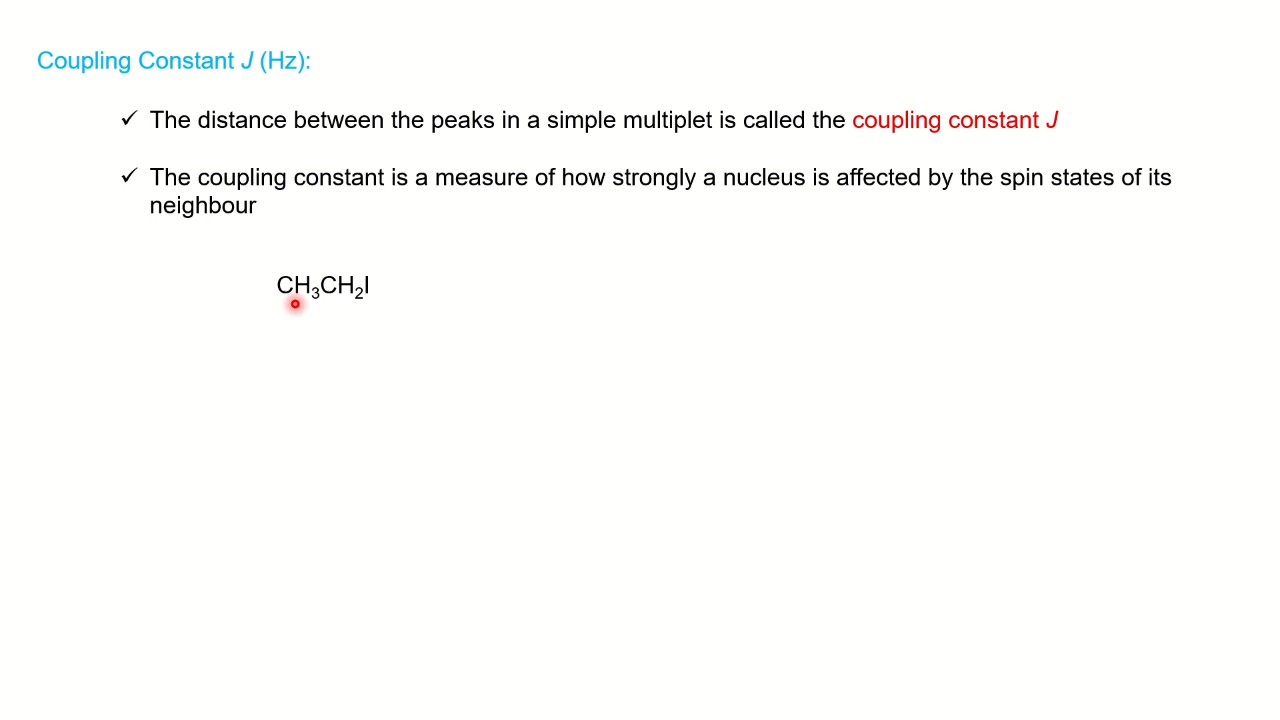 Coupling Constant J (Hz):
✓ The distance between the peaks in a simple multiplet is called the coupling constant J
✓ The coupling constant is a measure of how strongly a nucleus is affected by the spin states of its
neighbour
CH₃CH₂I